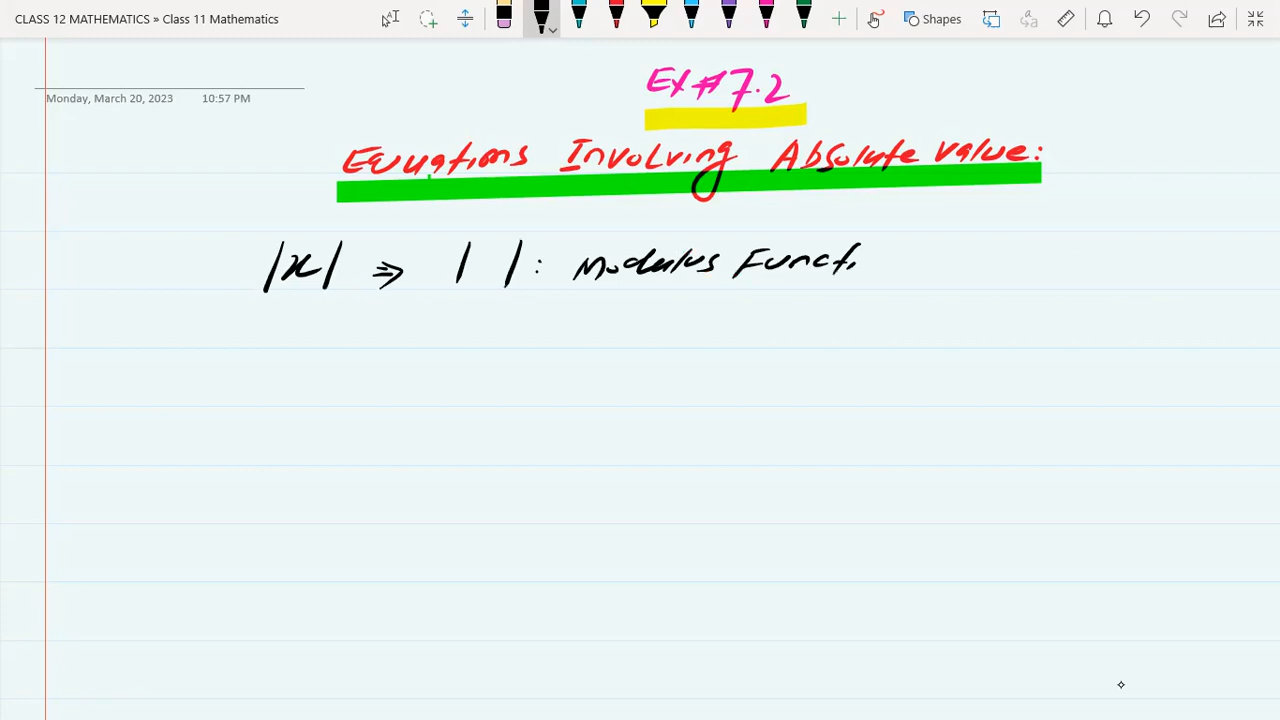 CLASS 12 MATHEMATICS » Class 11 Mathematics
Shapes
Monday, March 20, 2023 10:57 PM
Ex#7.2
Equations Involving Absolute value:
|x| ⇒ | | : Modulus Functi